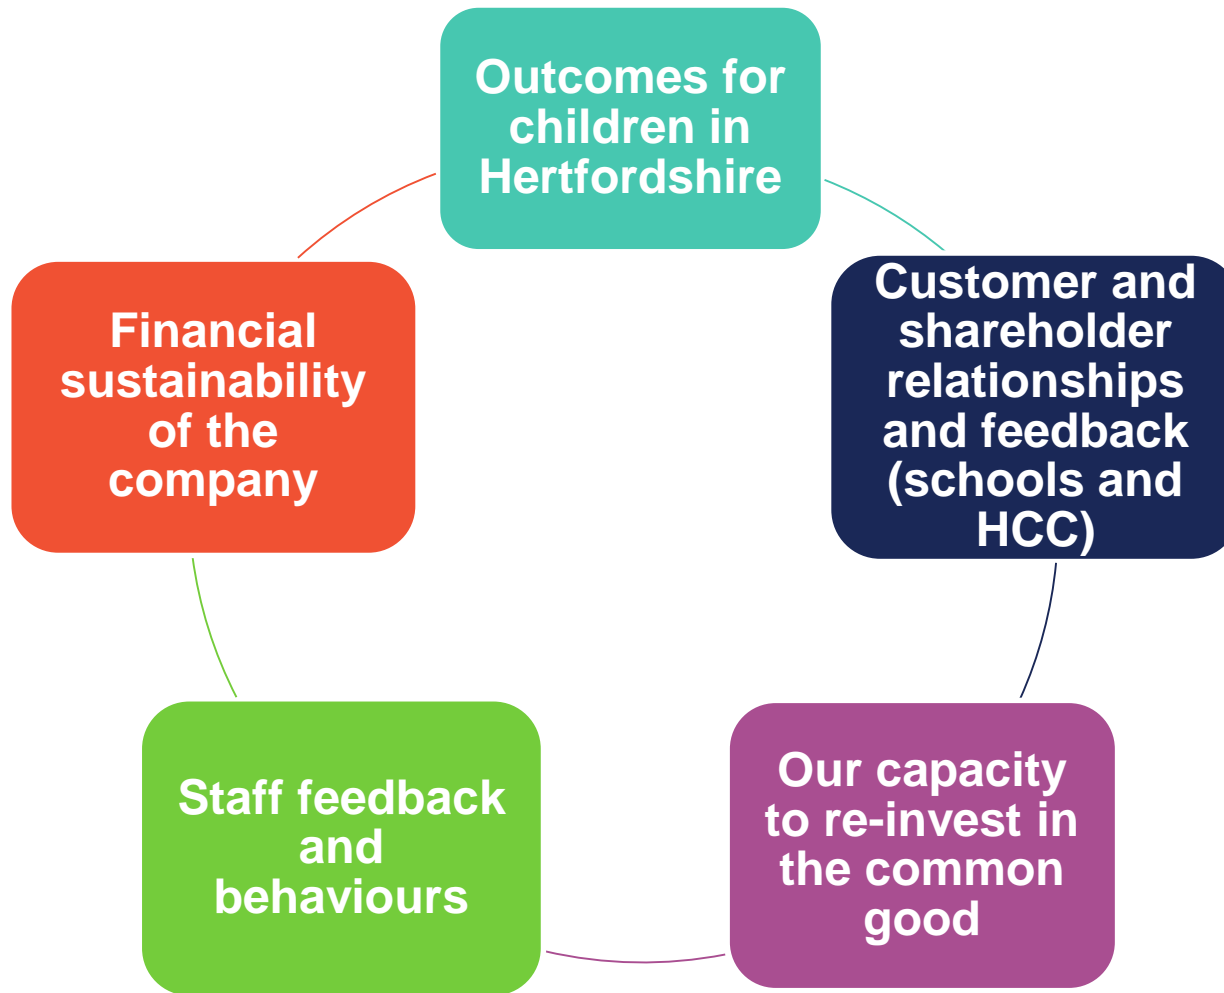 Outcomes for
children in
Hertfordshire
Customer and
shareholder
relationships
and feedback
(schools and
HCC)
Our capacity
to re-invest in
the common
good
Staff feedback
and
behaviours
Financial
sustainability
of the
company